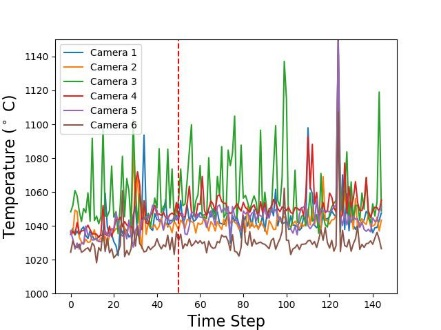 1140
1120
1100
1080
1060
1040
1020
1000
Temperature (° C)
Camera 1
Camera 2
Camera 3
Camera 4
Camera 5
Camera 6
0 20 40 60 80 100 120 140
Time Step